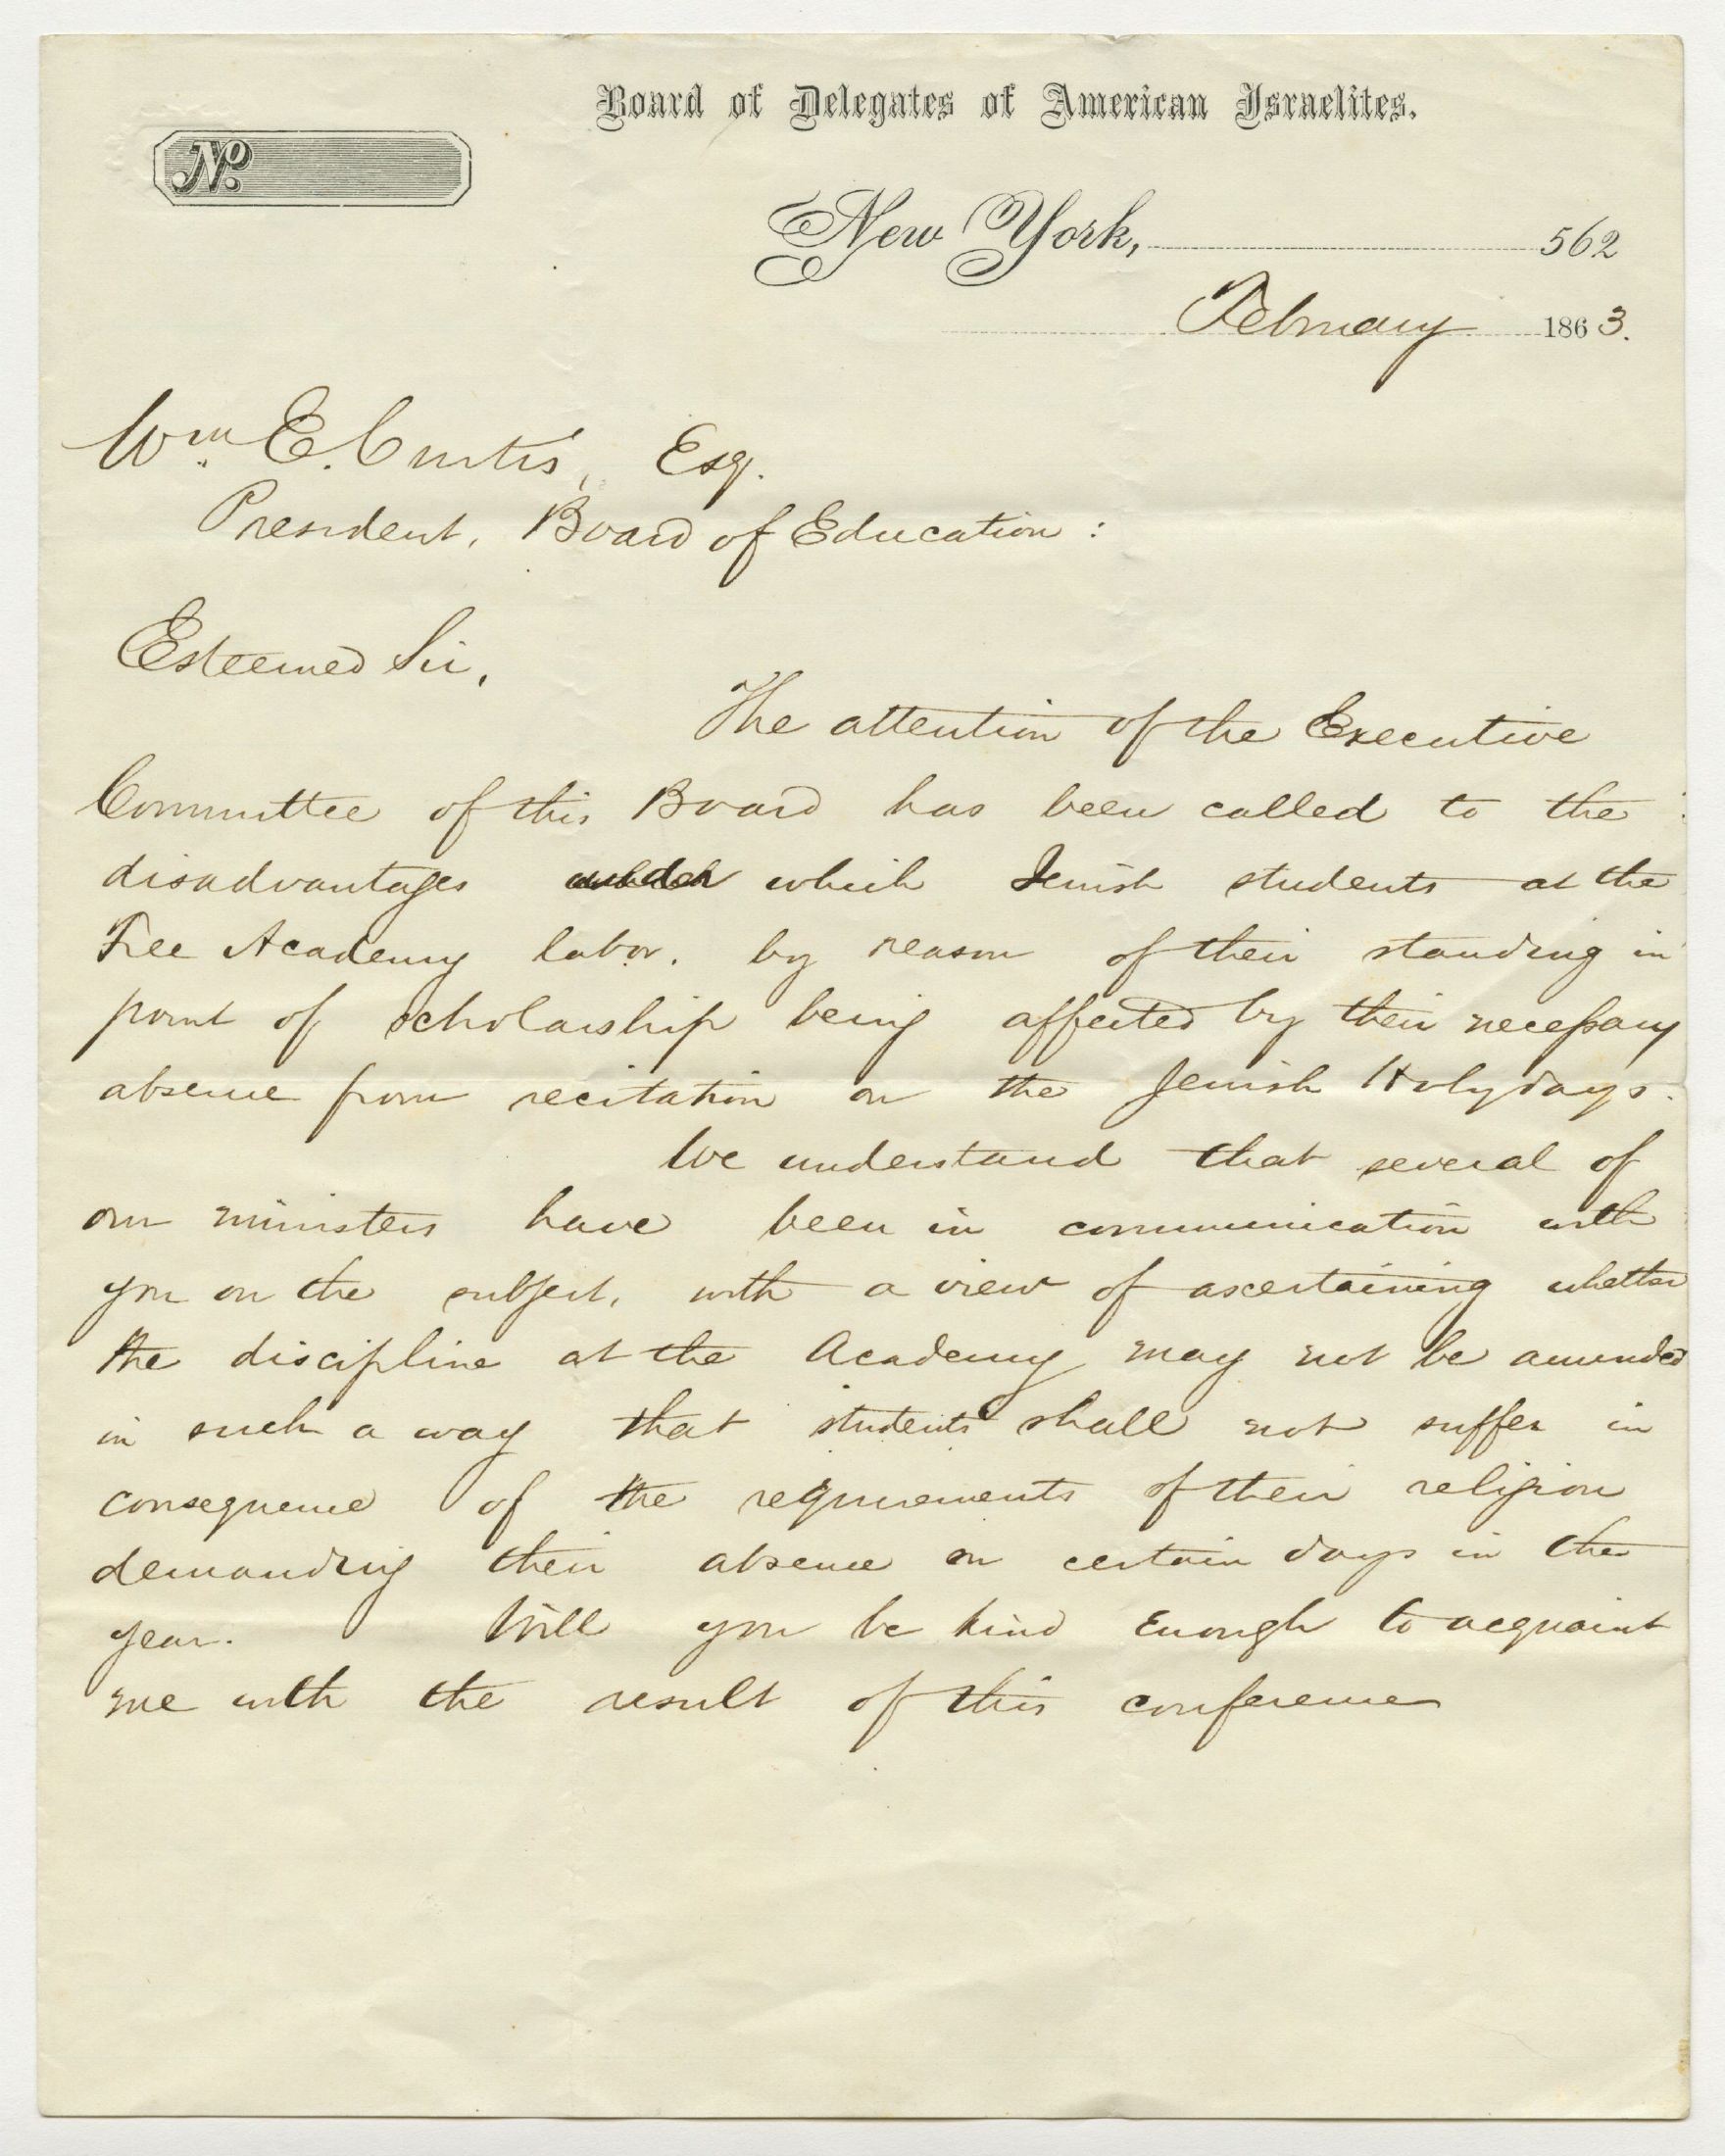 Board of Delegates of American Israelites.
No.
New York, 562
February 1863.
Wm. E. Curtis, Esq.
President, Board of Education:
Esteemed Sir,
The attention of the Executive
Committee of this Board has been called to the
disadvantages under which Jewish students at the
Free Academy labor, by reason of their standing in
point of scholarship being affected by their necessary
absence from recitation on the Jewish Holydays.
We understand that several of
our ministers have been in communication with
you on the subject, with a view of ascertaining whether
the discipline at the Academy may not be amended
in such a way that students shall not suffer in
consequence of the requirements of their religion
demanding their absence on certain days in the
year. Will you be kind enough to acquaint
me with the result of this conference